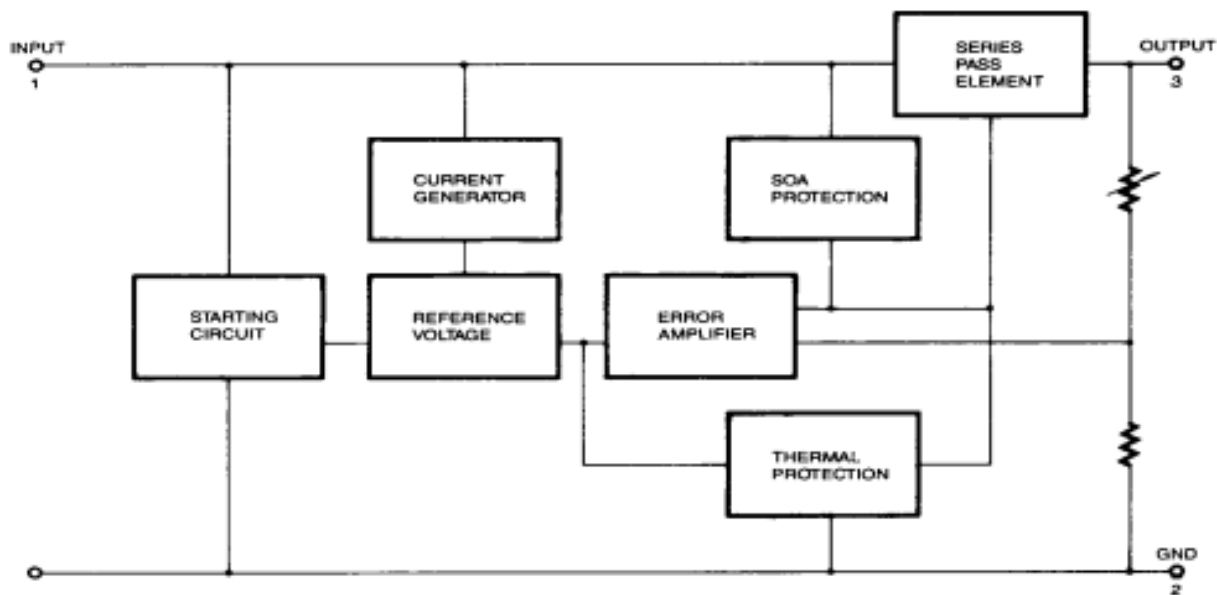 INPUT
1
SERIES
PASS
ELEMENT
OUTPUT
3
CURRENT
GENERATOR
SOA
PROTECTION
STARTING
CIRCUIT
REFERENCE
VOLTAGE
ERROR
AMPLIFIER
THERMAL
PROTECTION
GND
2